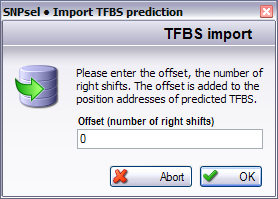 SNPsel • Import TFBS prediction
TFBS import
Please enter the offset, the number of
right shifts. The offset is added to the
position addresses of predicted TFBS.
Offset (number of right shifts)
0
Abort
OK